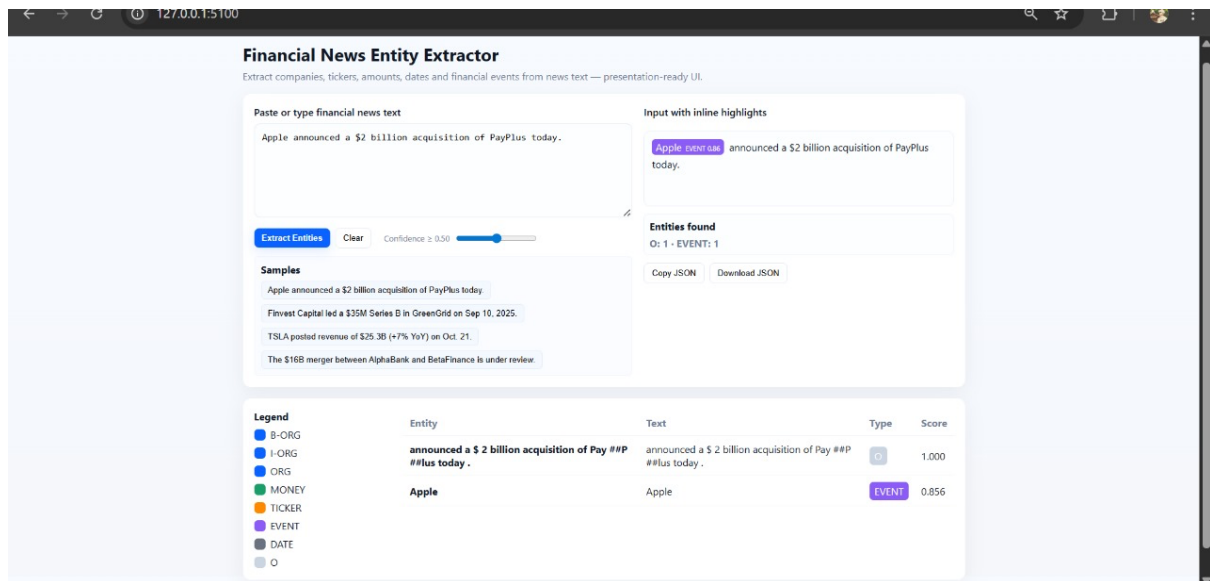 127.0.0.1:5100
Financial News Entity Extractor
Extract companies, tickers, amounts, dates and financial events from news text — presentation-ready UI.
Paste or type financial news text
Apple announced a $2 billion acquisition of PayPlus today.
Extract Entities
Clear
Confidence ≥ 0.50
Samples
Apple announced a $2 billion acquisition of PayPlus today.
Finvest Capital led a $35M Series B in GreenGrid on Sep 10, 2025.
TSLA posted revenue of $25.3B (+7% YoY) on Oct. 21.
The $16B merger between AlphaBank and BetaFinance is under review.
Input with inline highlights
Apple EVENT 0.86 announced a $2 billion acquisition of PayPlus
today.
Entities found
O: 1 · EVENT: 1
Copy JSON
Download JSON
Legend
B-ORG
I-ORG
ORG
MONEY
TICKER
EVENT
DATE
O
Entity Text Type Score
announced a $ 2 billion acquisition of Pay ##P
##lus today .
announced a $ 2 billion acquisition of Pay ##P
##lus today .
O
1.000
Apple Apple EVENT 0.856